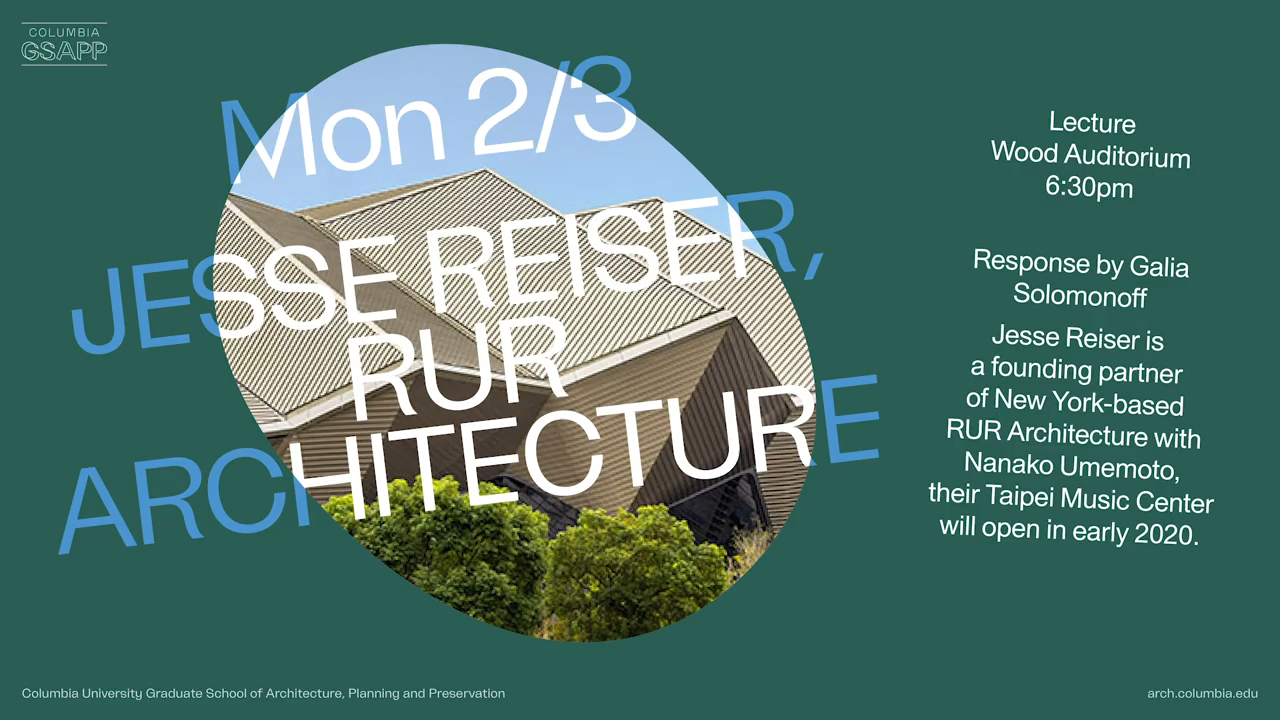 COLUMBIA
GSAPP
Mon 2/3
JESSE REISER,
RUR
ARCHITECTURE
Lecture
Wood Auditorium
6:30pm
Response by Galia
Solomonoff
Jesse Reiser is
a founding partner
of New York-based
RUR Architecture with
Nanako Umemoto,
their Taipei Music Center
will open in early 2020.
Columbia University Graduate School of Architecture, Planning and Preservation
arch.columbia.edu